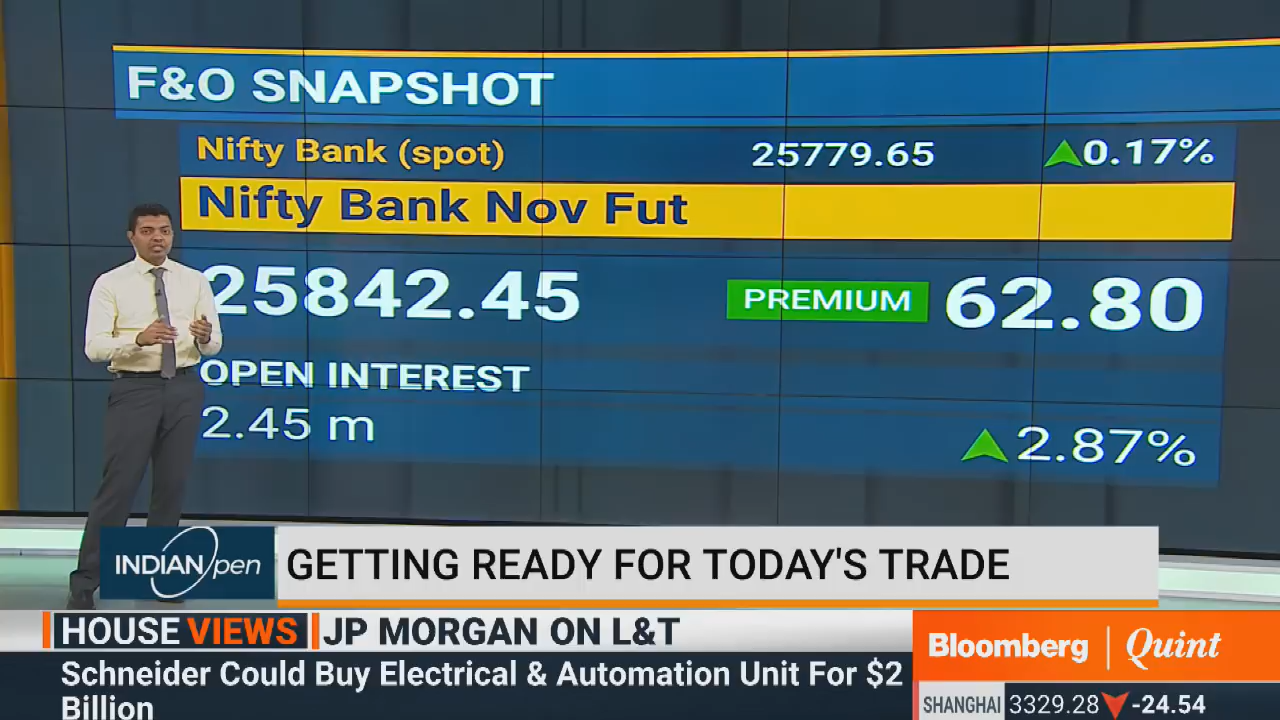 F&O SNAPSHOT
Nifty Bank (spot) 25779.65 ▲0.17%
Nifty Bank Nov Fut
25842.45 PREMIUM 62.80
OPEN INTEREST
2.45 m ▲2.87%
INDIAN Open GETTING READY FOR TODAY'S TRADE
HOUSE VIEWS JP MORGAN ON L&T
Schneider Could Buy Electrical & Automation Unit For $2
Billion
Bloomberg | Quint
SHANGHAI 3329.28 ▼-24.54